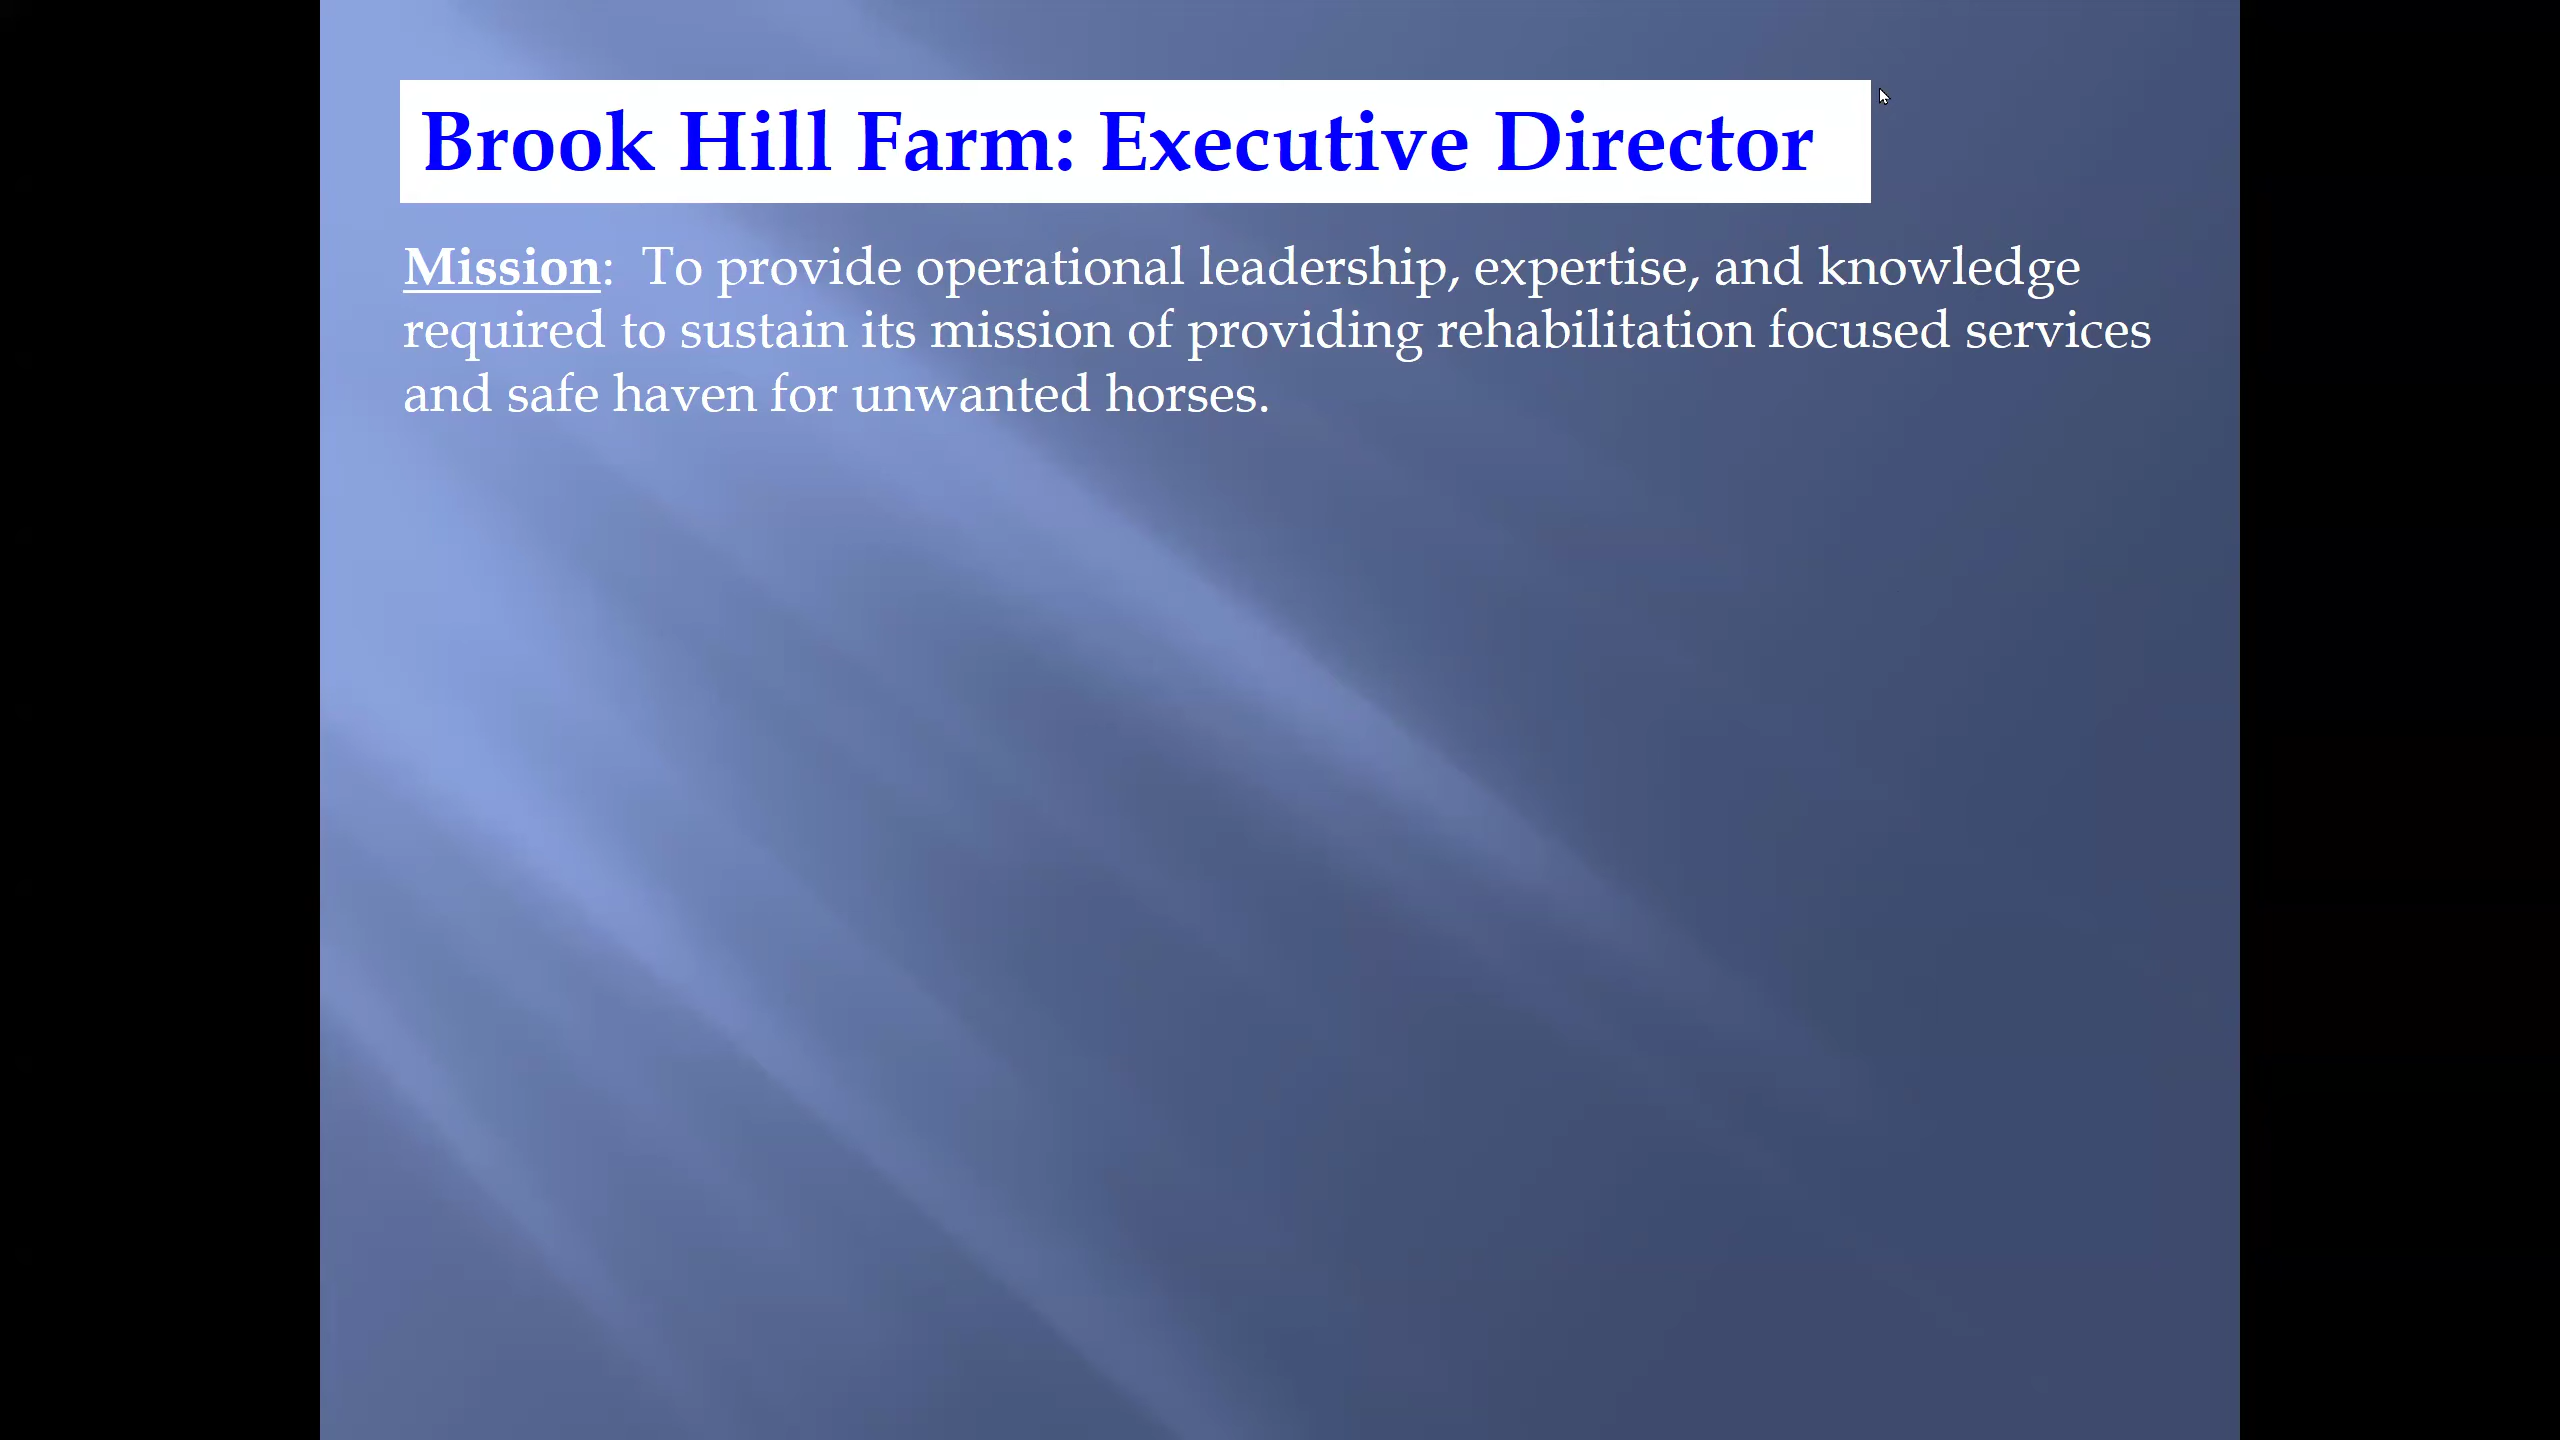 Brook Hill Farm: Executive Director
Mission:  To provide operational leadership, expertise, and knowledge
required to sustain its mission of providing rehabilitation focused services
and safe haven for unwanted horses.